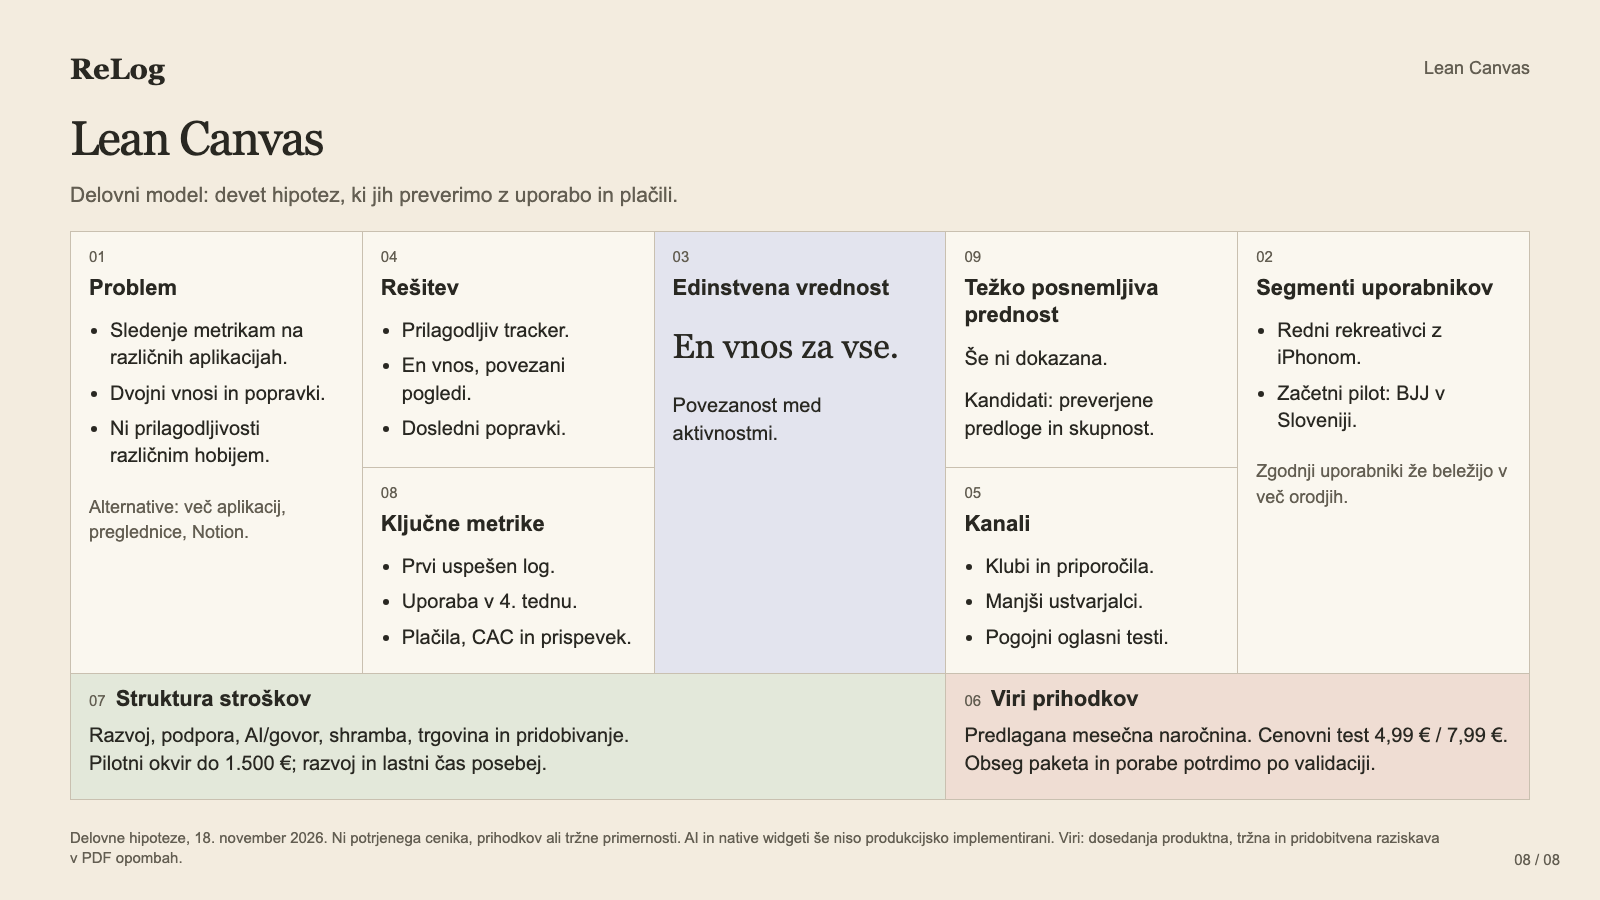 ReLog
Lean Canvas
Lean Canvas
Delovni model: devet hipotez, ki jih preverimo z uporabo in plačili.
01
Problem
• Sledenje metrikam na
različnih aplikacijah.
• Dvojni vnosi in popravki.
• Ni prilagodljivosti
različnim hobijem.
Alternative: več aplikacij,
preglednice, Notion.
04
Rešitev
• Prilagodljiv tracker.
• En vnos, povezani
pogledi.
• Dosledni popravki.
08
Ključne metrike
• Prvi uspešen log.
• Uporaba v 4. tednu.
• Plačila, CAC in prispevek.
03
Edinstvena vrednost
En vnos za vse.
Povezanost med
aktivnostmi.
09
Težko posnemljiva
prednost
Še ni dokazana.
Kandidati: preverjene
predloge in skupnost.
05
Kanali
• Klubi in priporočila.
• Manjši ustvarjalci.
• Pogojni oglasni testi.
02
Segmenti uporabnikov
• Redni rekreativci z
iPhonom.
• Začetni pilot: BJJ v
Sloveniji.
Zgodnji uporabniki že beležijo v
več orodjih.
07 Struktura stroškov
Razvoj, podpora, AI/govor, shramba, trgovina in pridobivanje.
Pilotni okvir do 1.500 €; razvoj in lastni čas posebej.
06 Viri prihodkov
Predlagana mesečna naročnina. Cenovni test 4,99 € / 7,99 €.
Obseg paketa in porabe potrdimo po validaciji.
Delovne hipoteze, 18. november 2026. Ni potrjenega cenika, prihodkov ali tržne primernosti. AI in native widgeti še niso produkcijsko implementirani. Viri: dosedanja produktna, tržna in pridobitvena raziskava
v PDF opombah.
08 / 08